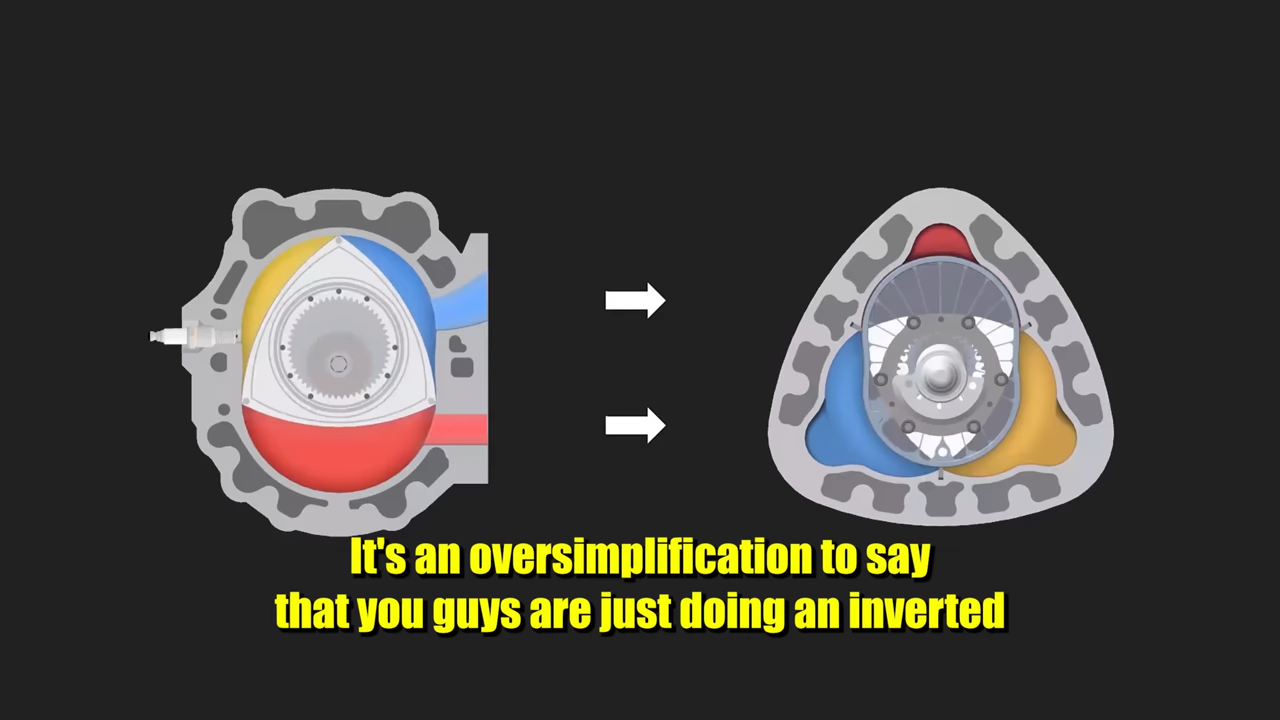 It's an oversimplification to say
that you guys are just doing an inverted